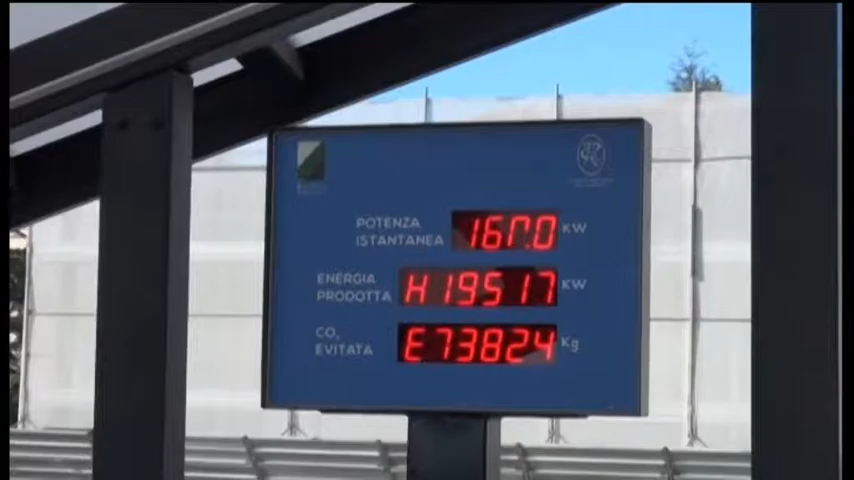 POTENZA
ISTANTANEA 167.0 KW
ENERGIA
PRODOTTA H19517 KW
CO₂
EVITATA E73824 Kg